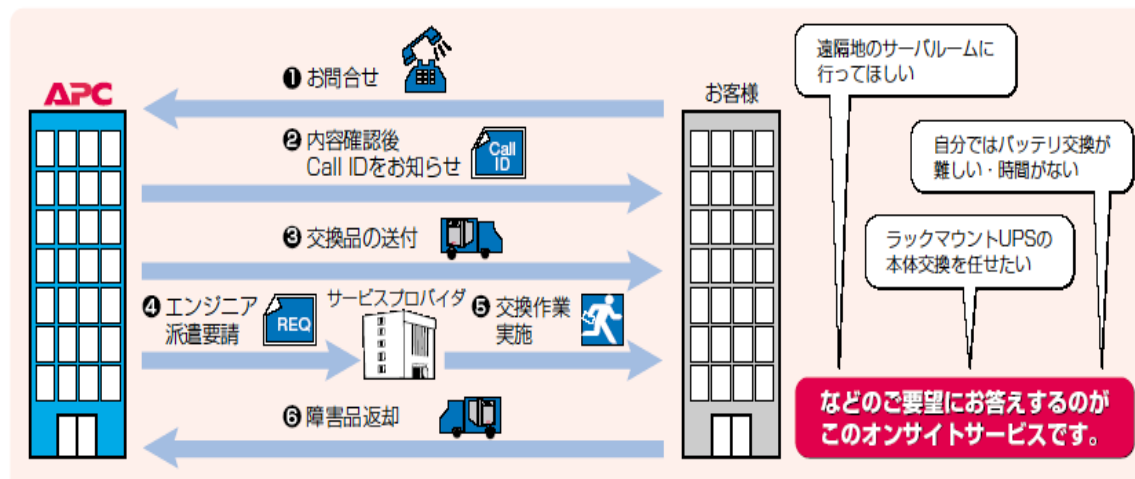 APC
❶ お問合せ
お客様
❷ 内容確認後
Call IDをお知らせ
Call
ID
❸ 交換品の送付
❹ エンジニア
派遣要請
REQ
サービスプロバイダ
❺ 交換作業
実施
❻ 障害品返却
遠隔地のサーバルームに
行ってほしい
自分ではバッテリ交換が
難しい・時間がない
ラックマウントUPSの
本体交換を任せたい
などのご要望にお答えするのが
このオンサイトサービスです。